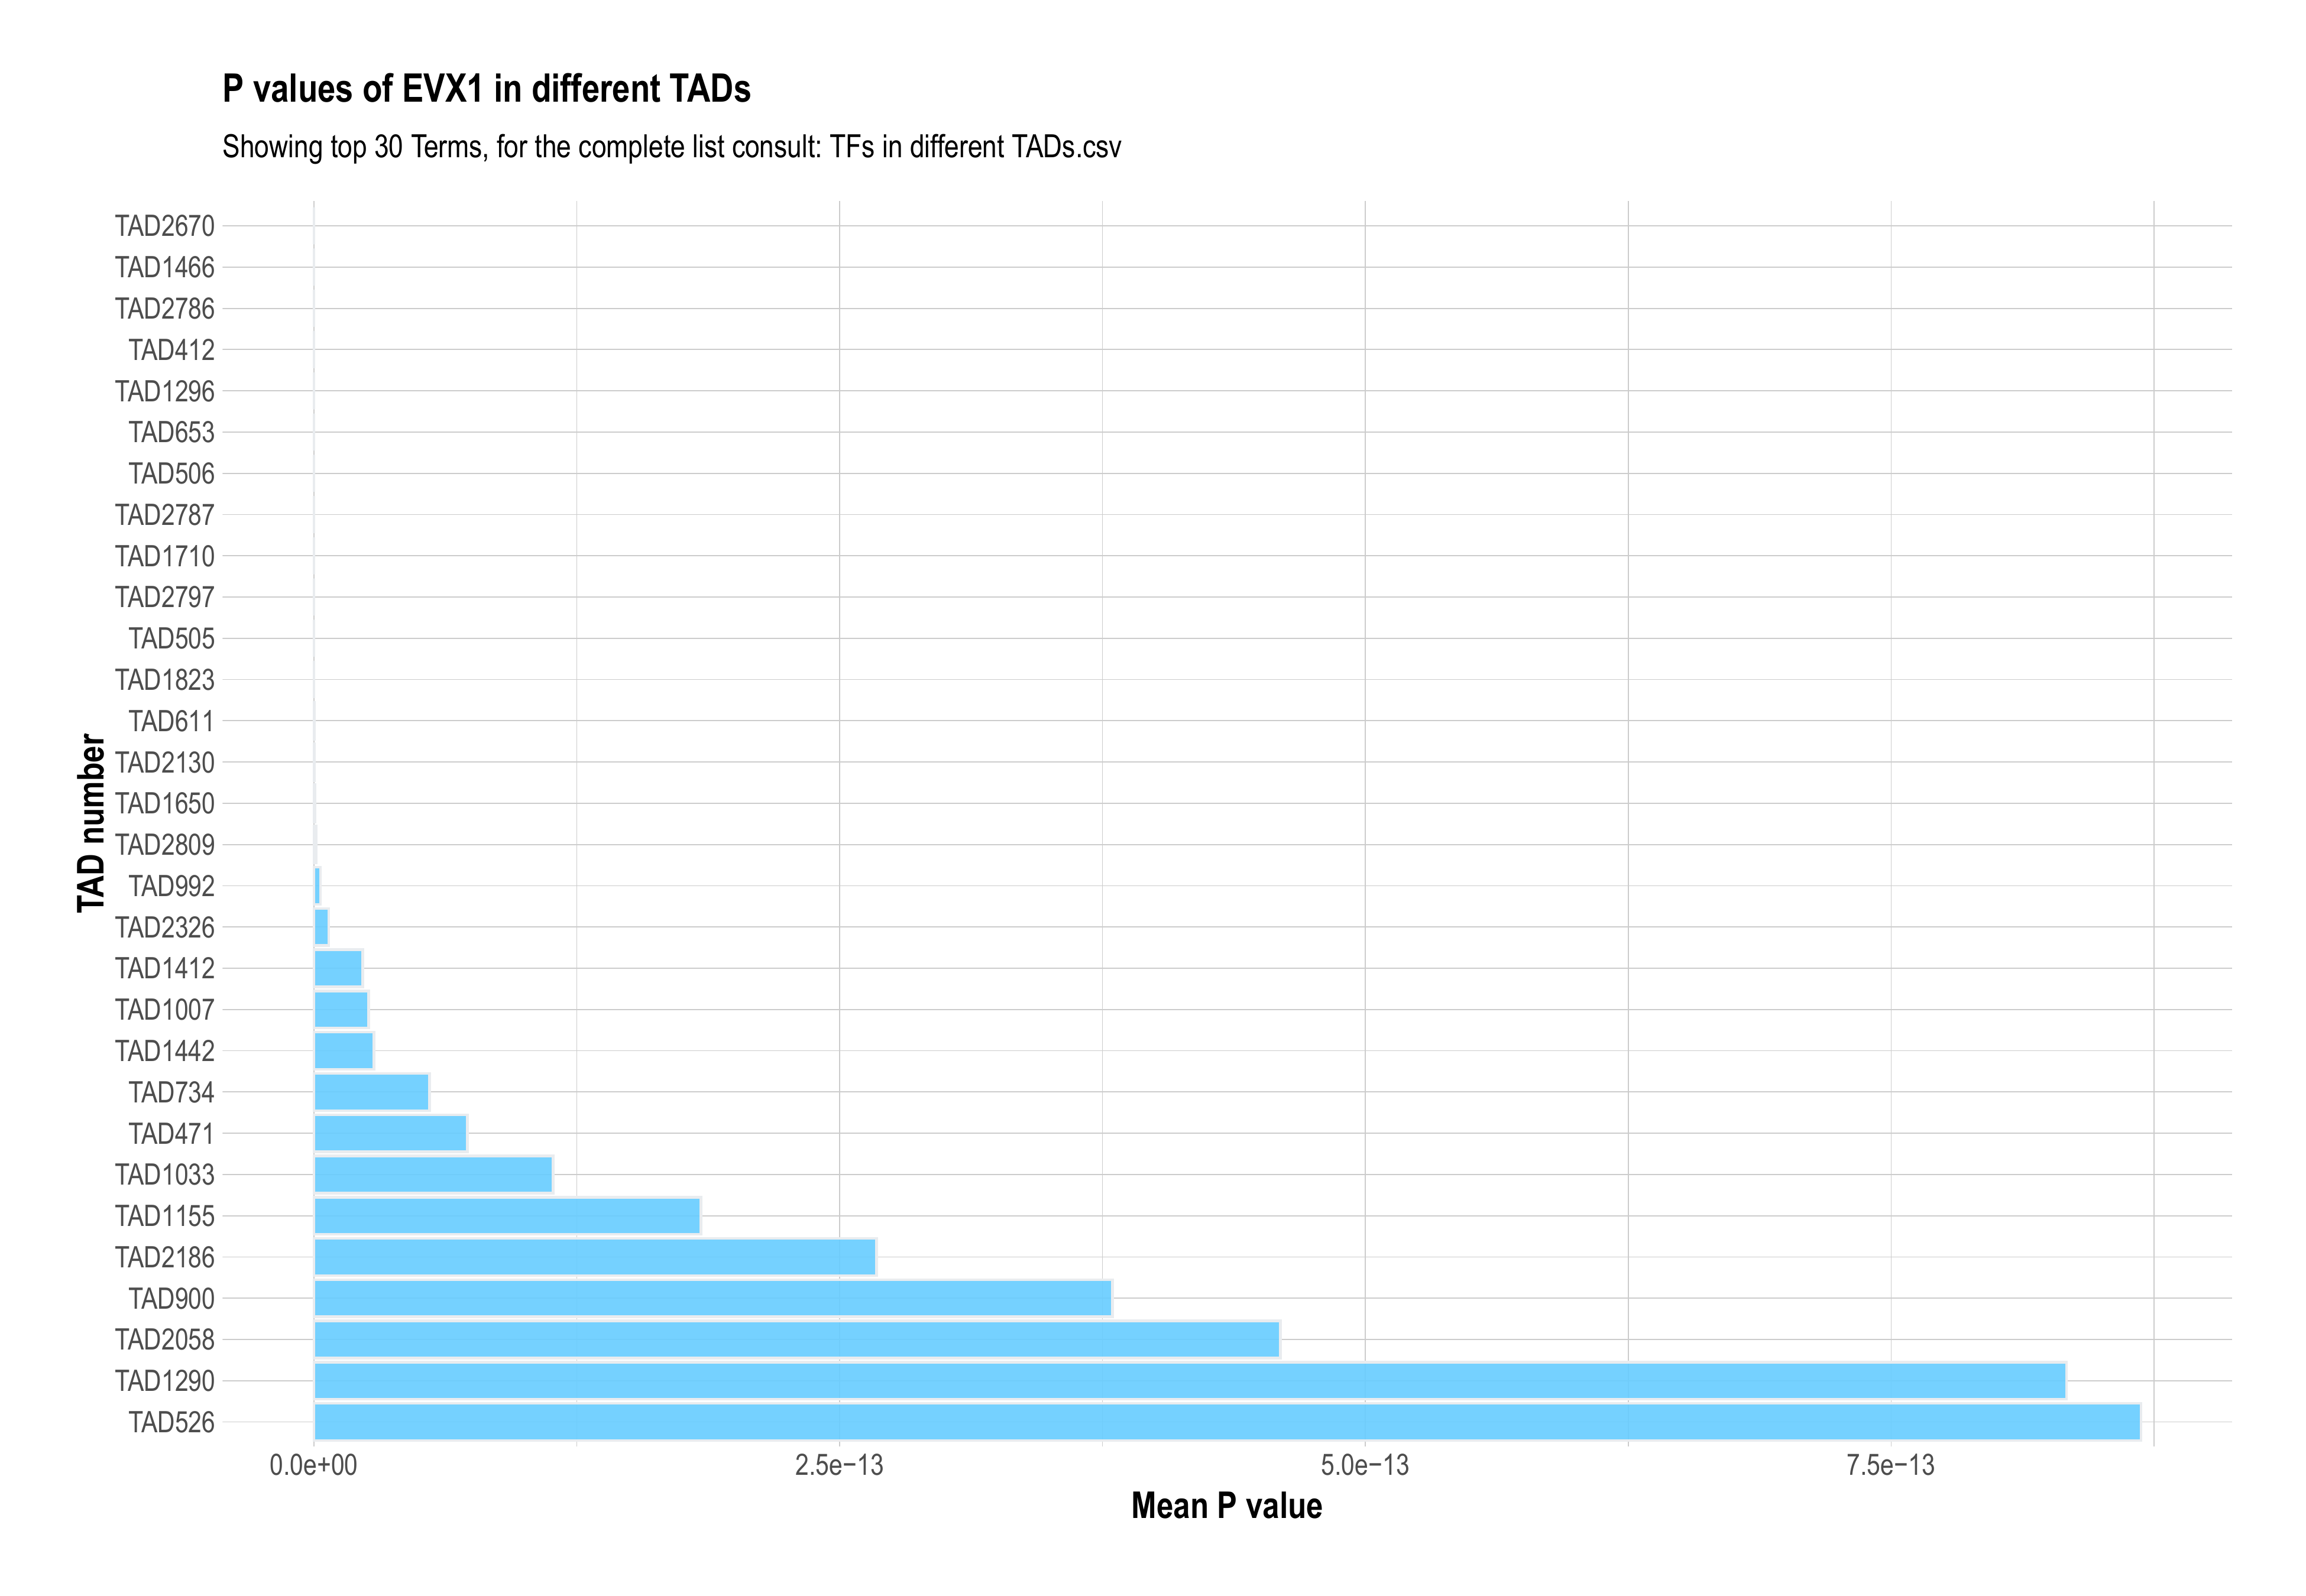 P values of EVX1 in different TADs
Showing top 30 Terms, for the complete list consult: TFs in different TADs.csv
TAD number
TAD2670
TAD1466
TAD2786
TAD412
TAD1296
TAD653
TAD506
TAD2787
TAD1710
TAD2797
TAD505
TAD1823
TAD611
TAD2130
TAD1650
TAD2809
TAD992
TAD2326
TAD1412
TAD1007
TAD1442
TAD734
TAD471
TAD1033
TAD1155
TAD2186
TAD900
TAD2058
TAD1290
TAD526
0.0e+00 2.5e−13 5.0e−13 7.5e−13
Mean P value